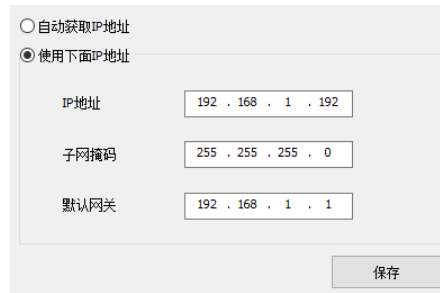 自动获取IP地址
使用下面IP地址
IP地址 192 . 168 . 1 . 192
子网掩码 255 . 255 . 255 . 0
默认网关 192 . 168 . 1 . 1
保存